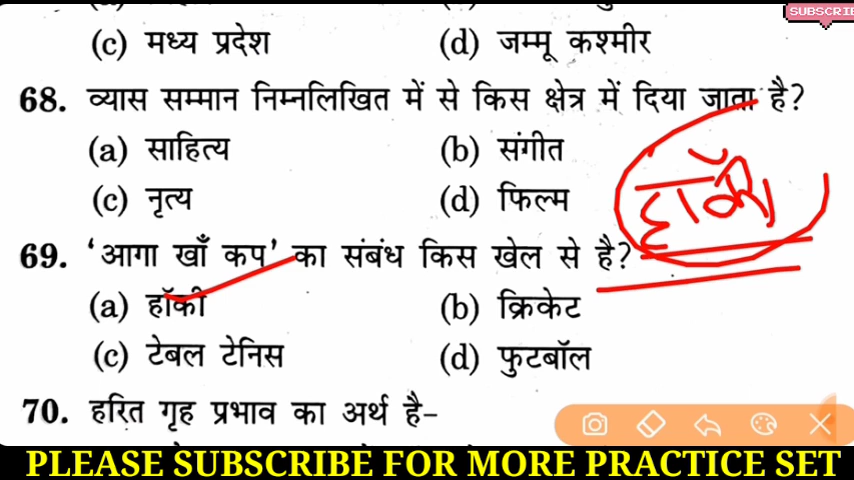 SUBSCRIBE
(c) मध्य प्रदेश (d) जम्मू कश्मीर
68. व्यास सम्मान निम्नलिखित में से किस क्षेत्र में दिया जाता है?
(a) साहित्य (b) संगीत
(c) नृत्य (d) फिल्म
हॉकी
69. ‘आगा खाँ कप’ का संबंध किस खेल से है?
(a) हॉकी (b) क्रिकेट
(c) टेबल टेनिस (d) फुटबॉल
70. हरित गृह प्रभाव का अर्थ है–
PLEASE SUBSCRIBE FOR MORE PRACTICE SET